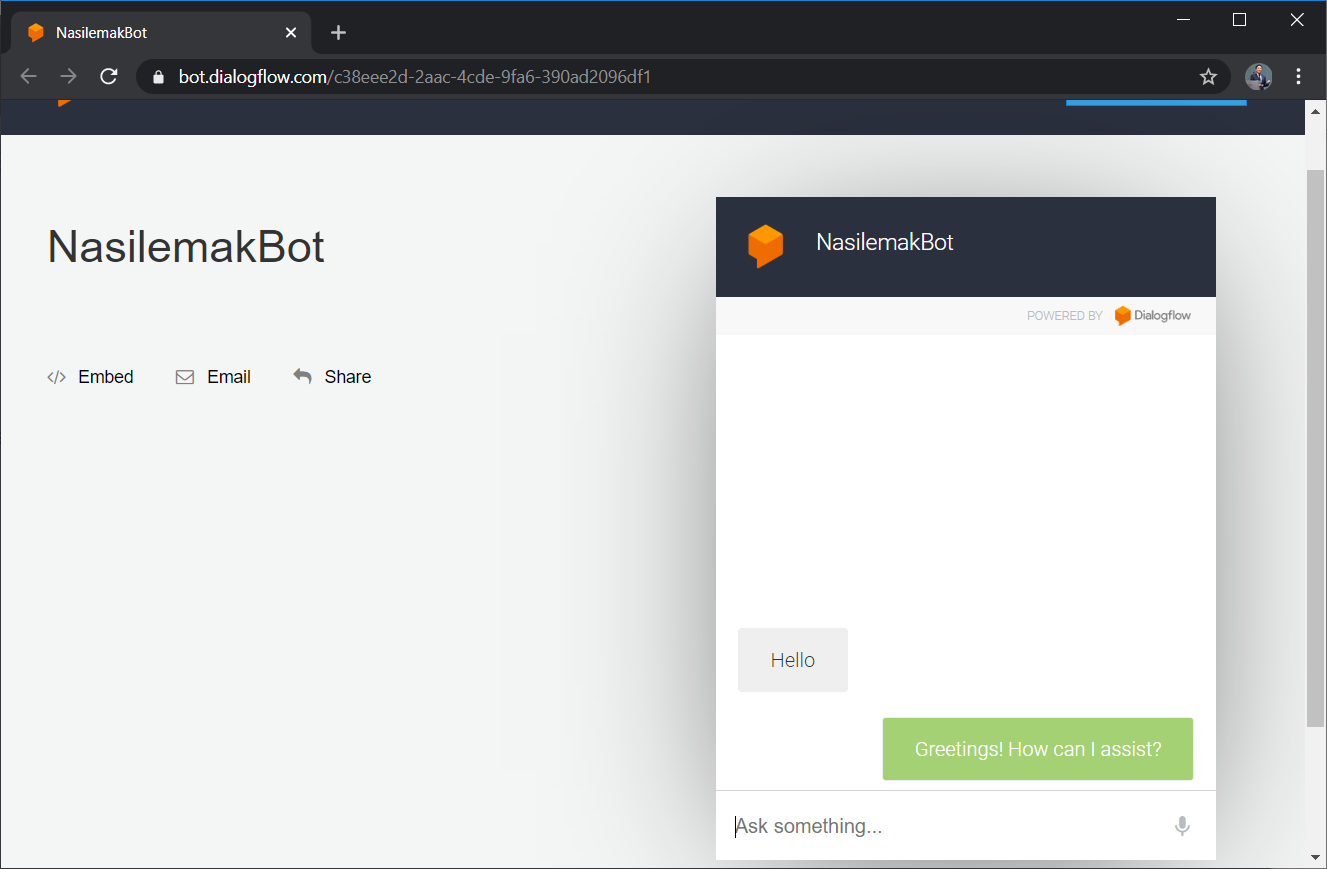 NasilemakBot
bot.dialogflow.com/c38eee2d-2aac-4cde-9fa6-390ad2096df1
NasilemakBot
Embed Email Share
NasilemakBot
POWERED BY Dialogflow
Hello
Greetings! How can I assist?
Ask something...